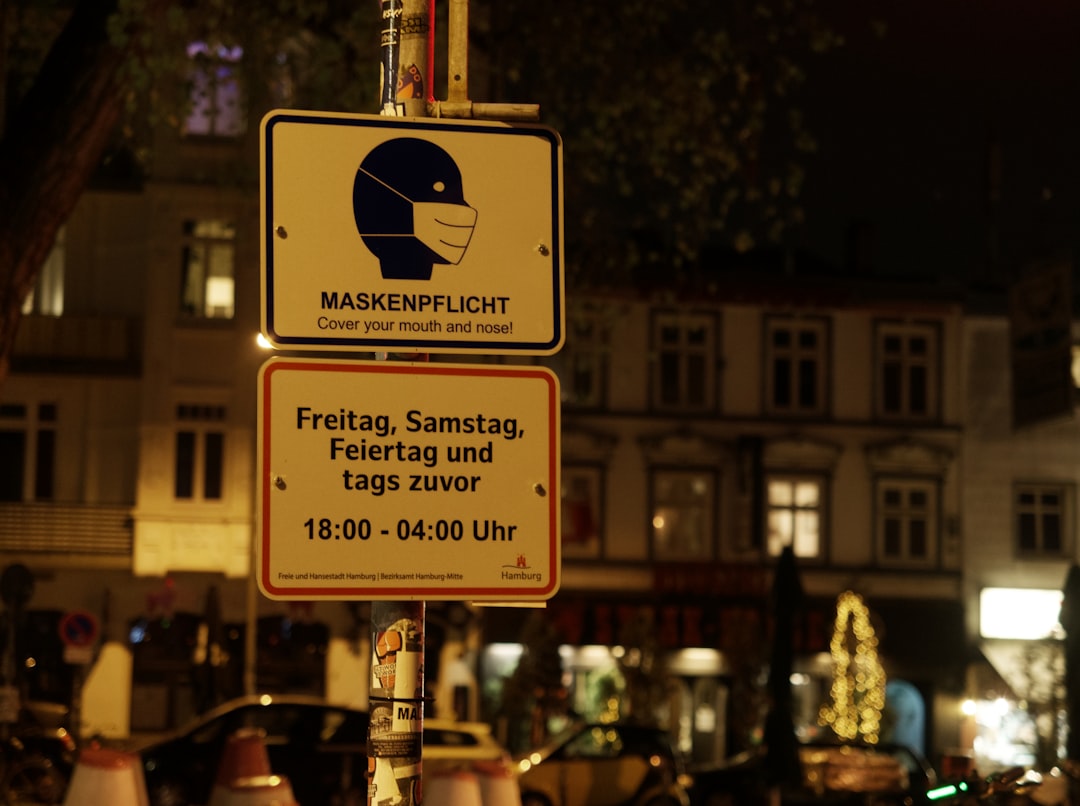 MASKENPFLICHT
Cover your mouth and nose!
Freitag, Samstag,
Feiertag und
tags zuvor
18:00 - 04:00 Uhr
Freie und Hansestadt Hamburg | Bezirksamt Hamburg-Mitte
Hamburg
MA